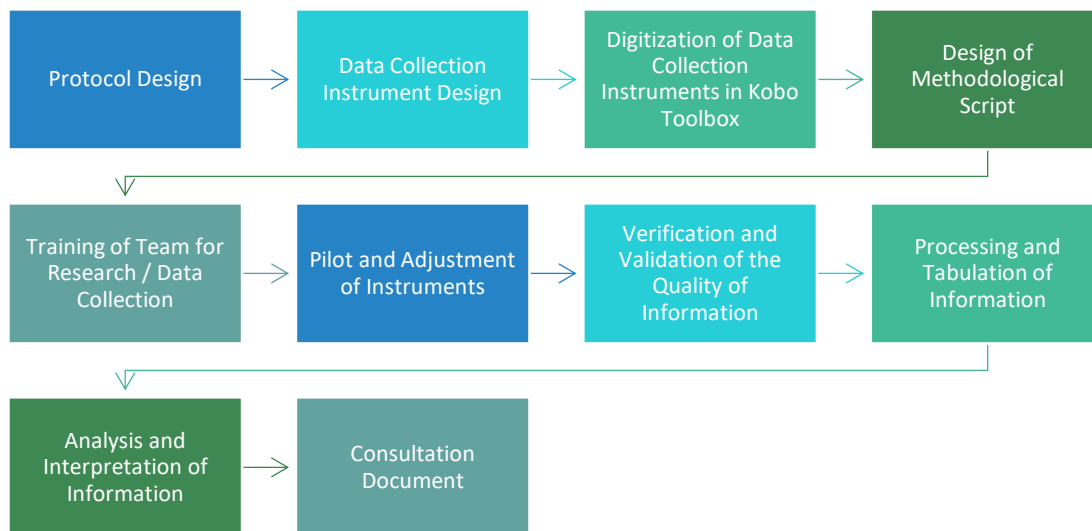 Protocol Design
Data Collection
Instrument Design
Digitization of Data
Collection
Instruments in Kobo
Toolbox
Design of
Methodological
Script
Training of Team for
Research / Data
Collection
Pilot and Adjustment
of Instruments
Verification and
Validation of the
Quality of
Information
Processing and
Tabulation of
Information
Analysis and
Interpretation of
Information
Consultation
Document